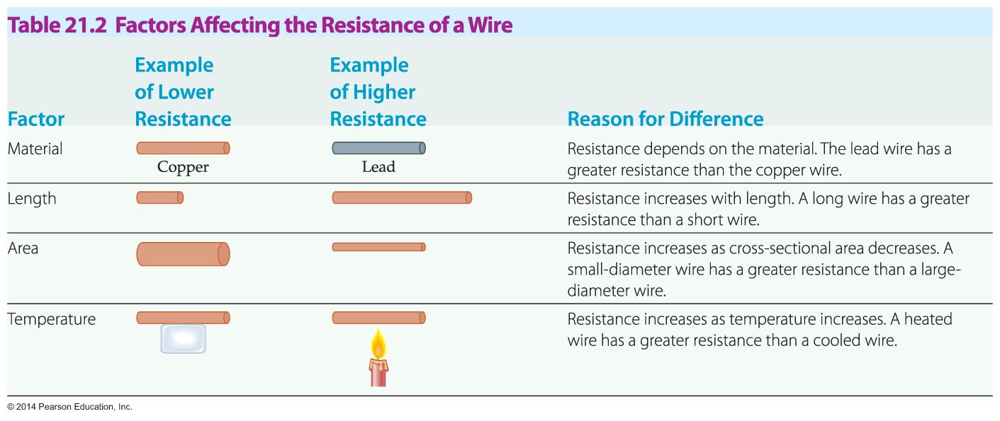 Table 21.2 Factors Affecting the Resistance of a Wire
Factor
Example
of Lower
Resistance
Example
of Higher
Resistance
Reason for Difference
Material
Copper
Lead
Resistance depends on the material. The lead wire has a
greater resistance than the copper wire.
Length
Resistance increases with length. A long wire has a greater
resistance than a short wire.
Area
Resistance increases as cross-sectional area decreases. A
small-diameter wire has a greater resistance than a large-
diameter wire.
Temperature
Resistance increases as temperature increases. A heated
wire has a greater resistance than a cooled wire.
© 2014 Pearson Education, Inc.